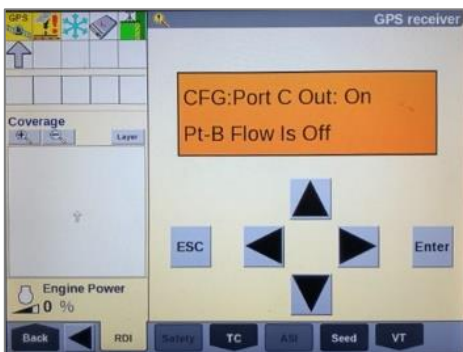 GPS
GPS receiver
CFG:Port C Out: On
Pt-B Flow Is Off
Coverage
Layer
ESC
Enter
Engine Power
0 %
Back
RDI
Safety
TC
ASI
Seed
VT